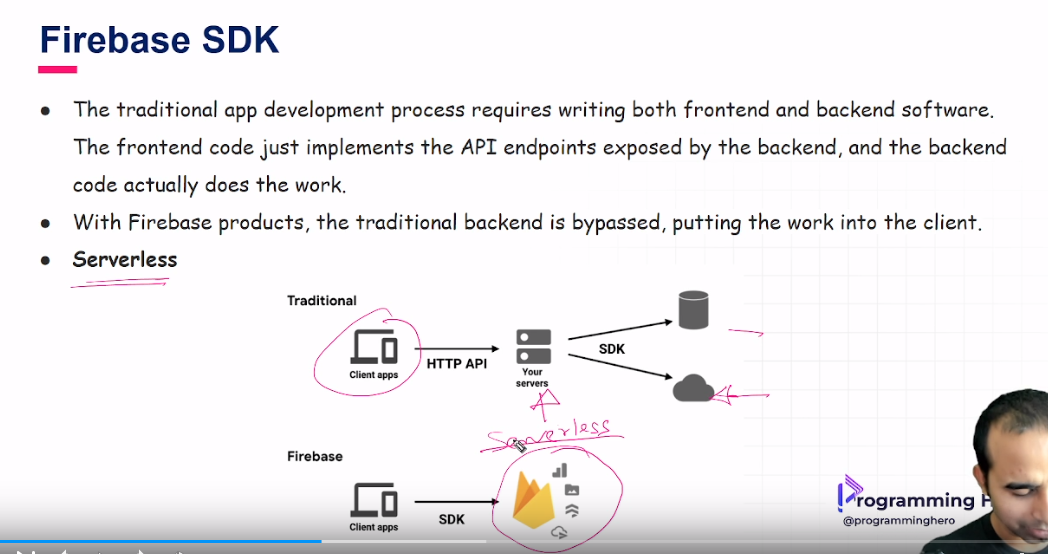 Firebase SDK
● The traditional app development process requires writing both frontend and backend software.
The frontend code just implements the API endpoints exposed by the backend, and the backend
code actually does the work.
● With Firebase products, the traditional backend is bypassed, putting the work into the client.
● Serverless
Traditional
Client apps
HTTP API
Your
servers
SDK
Serverless
Firebase
Client apps
SDK
Programming H
@programminghero